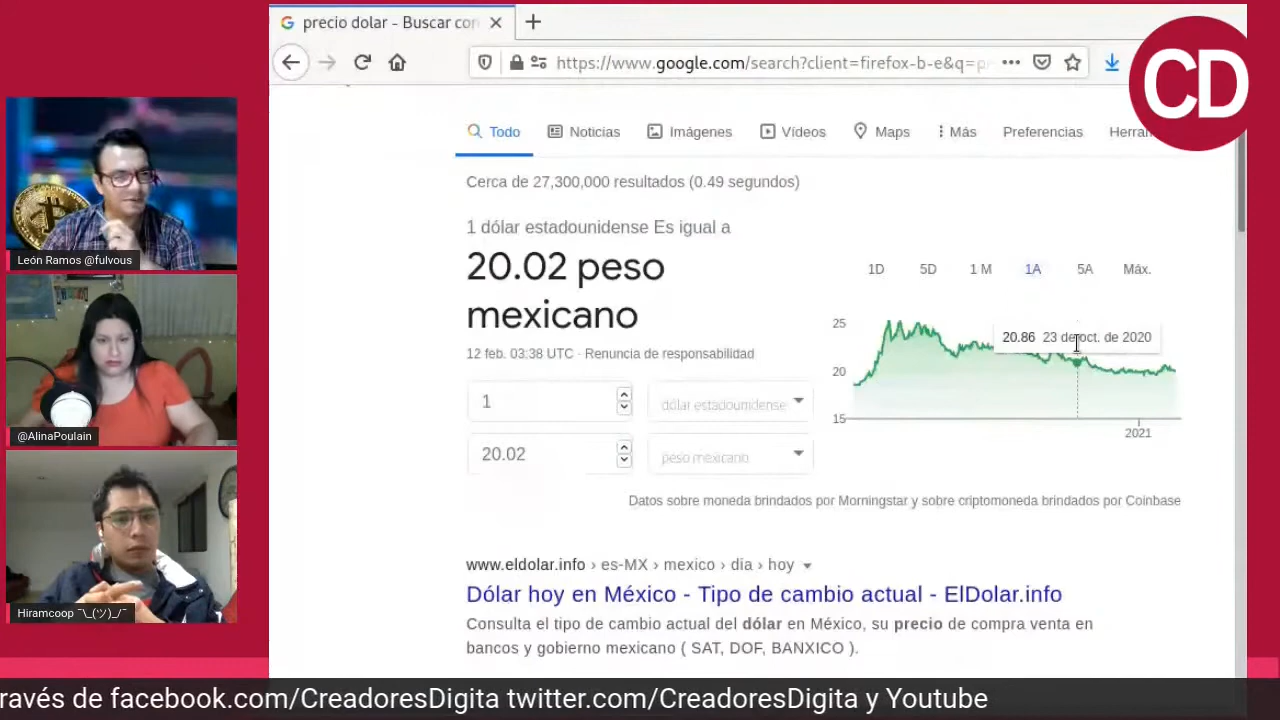 precio dolar - Buscar con
https://www.google.com/search?client=firefox-b-e&q=pr
CD
Todo Noticias Imágenes Vídeos Maps Más Preferencias Herram
Cerca de 27,300,000 resultados (0.49 segundos)
1 dólar estadounidense Es igual a
20.02 peso
mexicano
12 feb. 03:38 UTC · Renuncia de responsabilidad
1 dólar estadounidense
20.02 peso mexicano
1D 5D 1 M 1A 5A Máx.
25
20.86 23 de oct. de 2020
20
15
2021
Datos sobre moneda brindados por Morningstar y sobre criptomoneda brindados por Coinbase
www.eldolar.info › es-MX › mexico › dia › hoy
Dólar hoy en México - Tipo de cambio actual - ElDolar.info
Consulta el tipo de cambio actual del dólar en México, su precio de compra venta en
bancos y gobierno mexicano ( SAT, DOF, BANXICO ).
León Ramos @fulvous
@AlinaPoulain
Hiramcoop ¯\_(ツ)_/¯
ravés de facebook.com/CreadoresDigita twitter.com/CreadoresDigita y Youtube